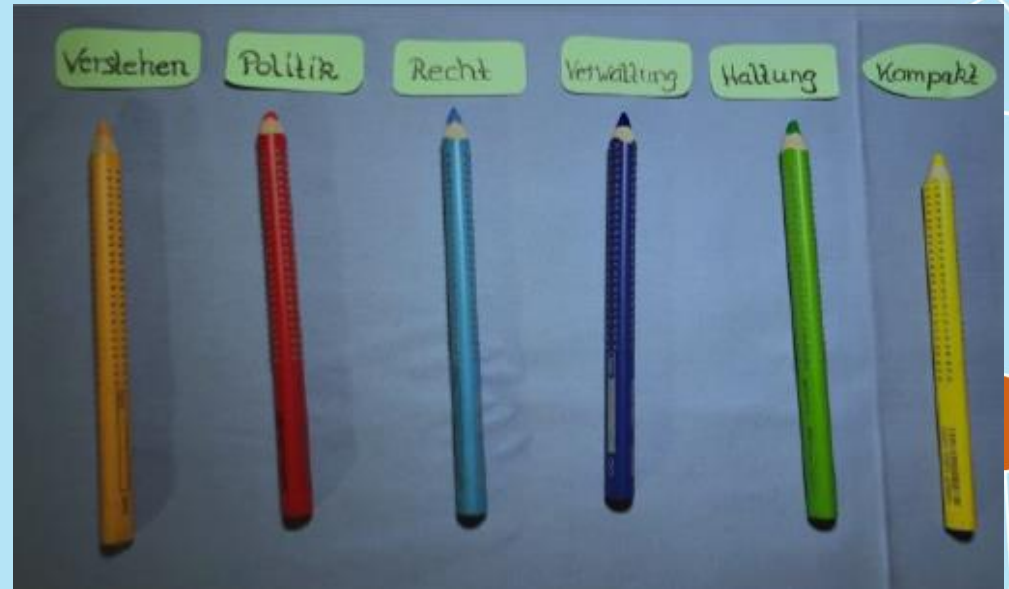 Verstehen
Politik
Recht
Verwaltung
Haltung
Kompakt